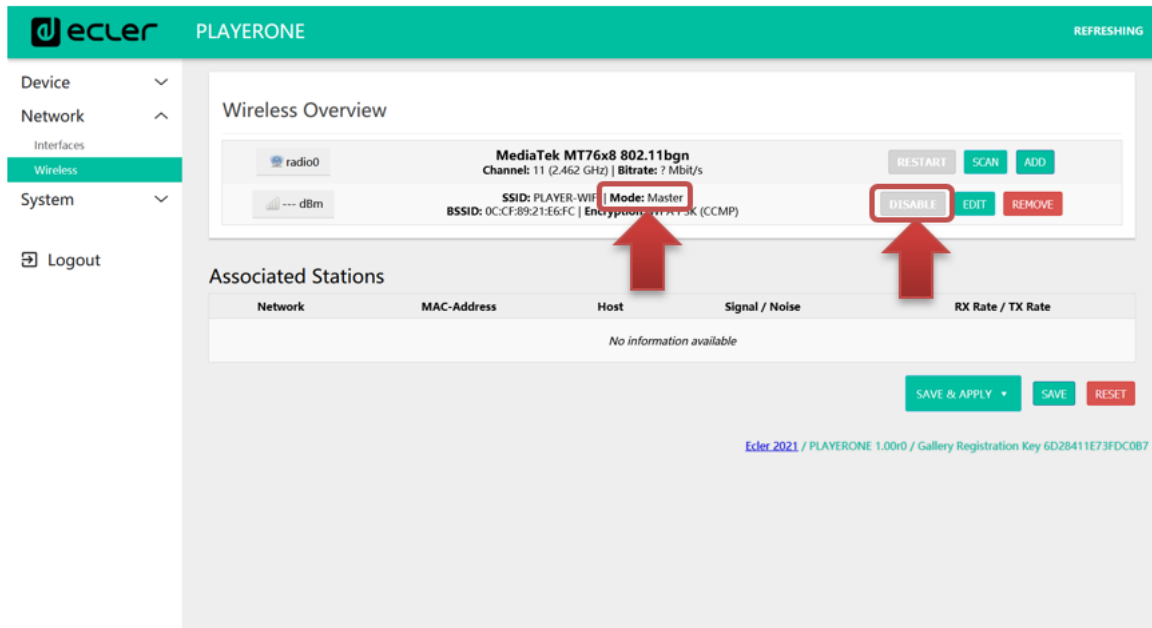 ecler PLAYERONE REFRESHING
Device
Network
Interfaces
Wireless
System
Logout
Wireless Overview
radio0 MediaTek MT76x8 802.11bgn RESTART SCAN ADD
Channel: 11 (2.462 GHz) | Bitrate: ? Mbit/s
--- dBm SSID: PLAYER-WIFI | Mode: Master DISABLE EDIT REMOVE
BSSID: 0C:CF:89:21:E6:FC | (CCMP)
Associated Stations
Network MAC-Address Host Signal / Noise RX Rate / TX Rate
No information available
SAVE & APPLY SAVE RESET
Ecler 2021 / PLAYERONE 1.00r0 / Gallery Registration Key 6D28411E73FDC0B7